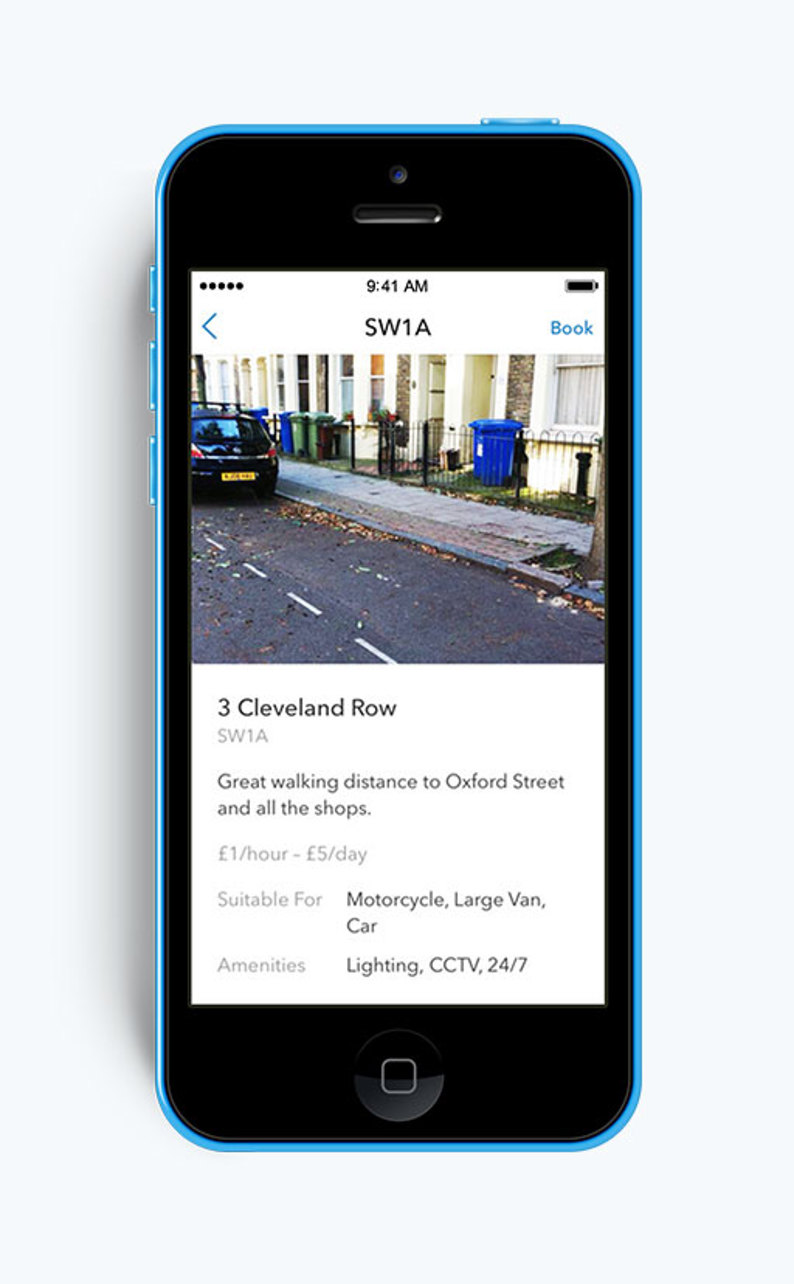 9:41 AM
SW1A
Book
3 Cleveland Row
SW1A
Great walking distance to Oxford Street
and all the shops.
£1/hour – £5/day
Suitable For Motorcycle, Large Van,
Car
Amenities Lighting, CCTV, 24/7